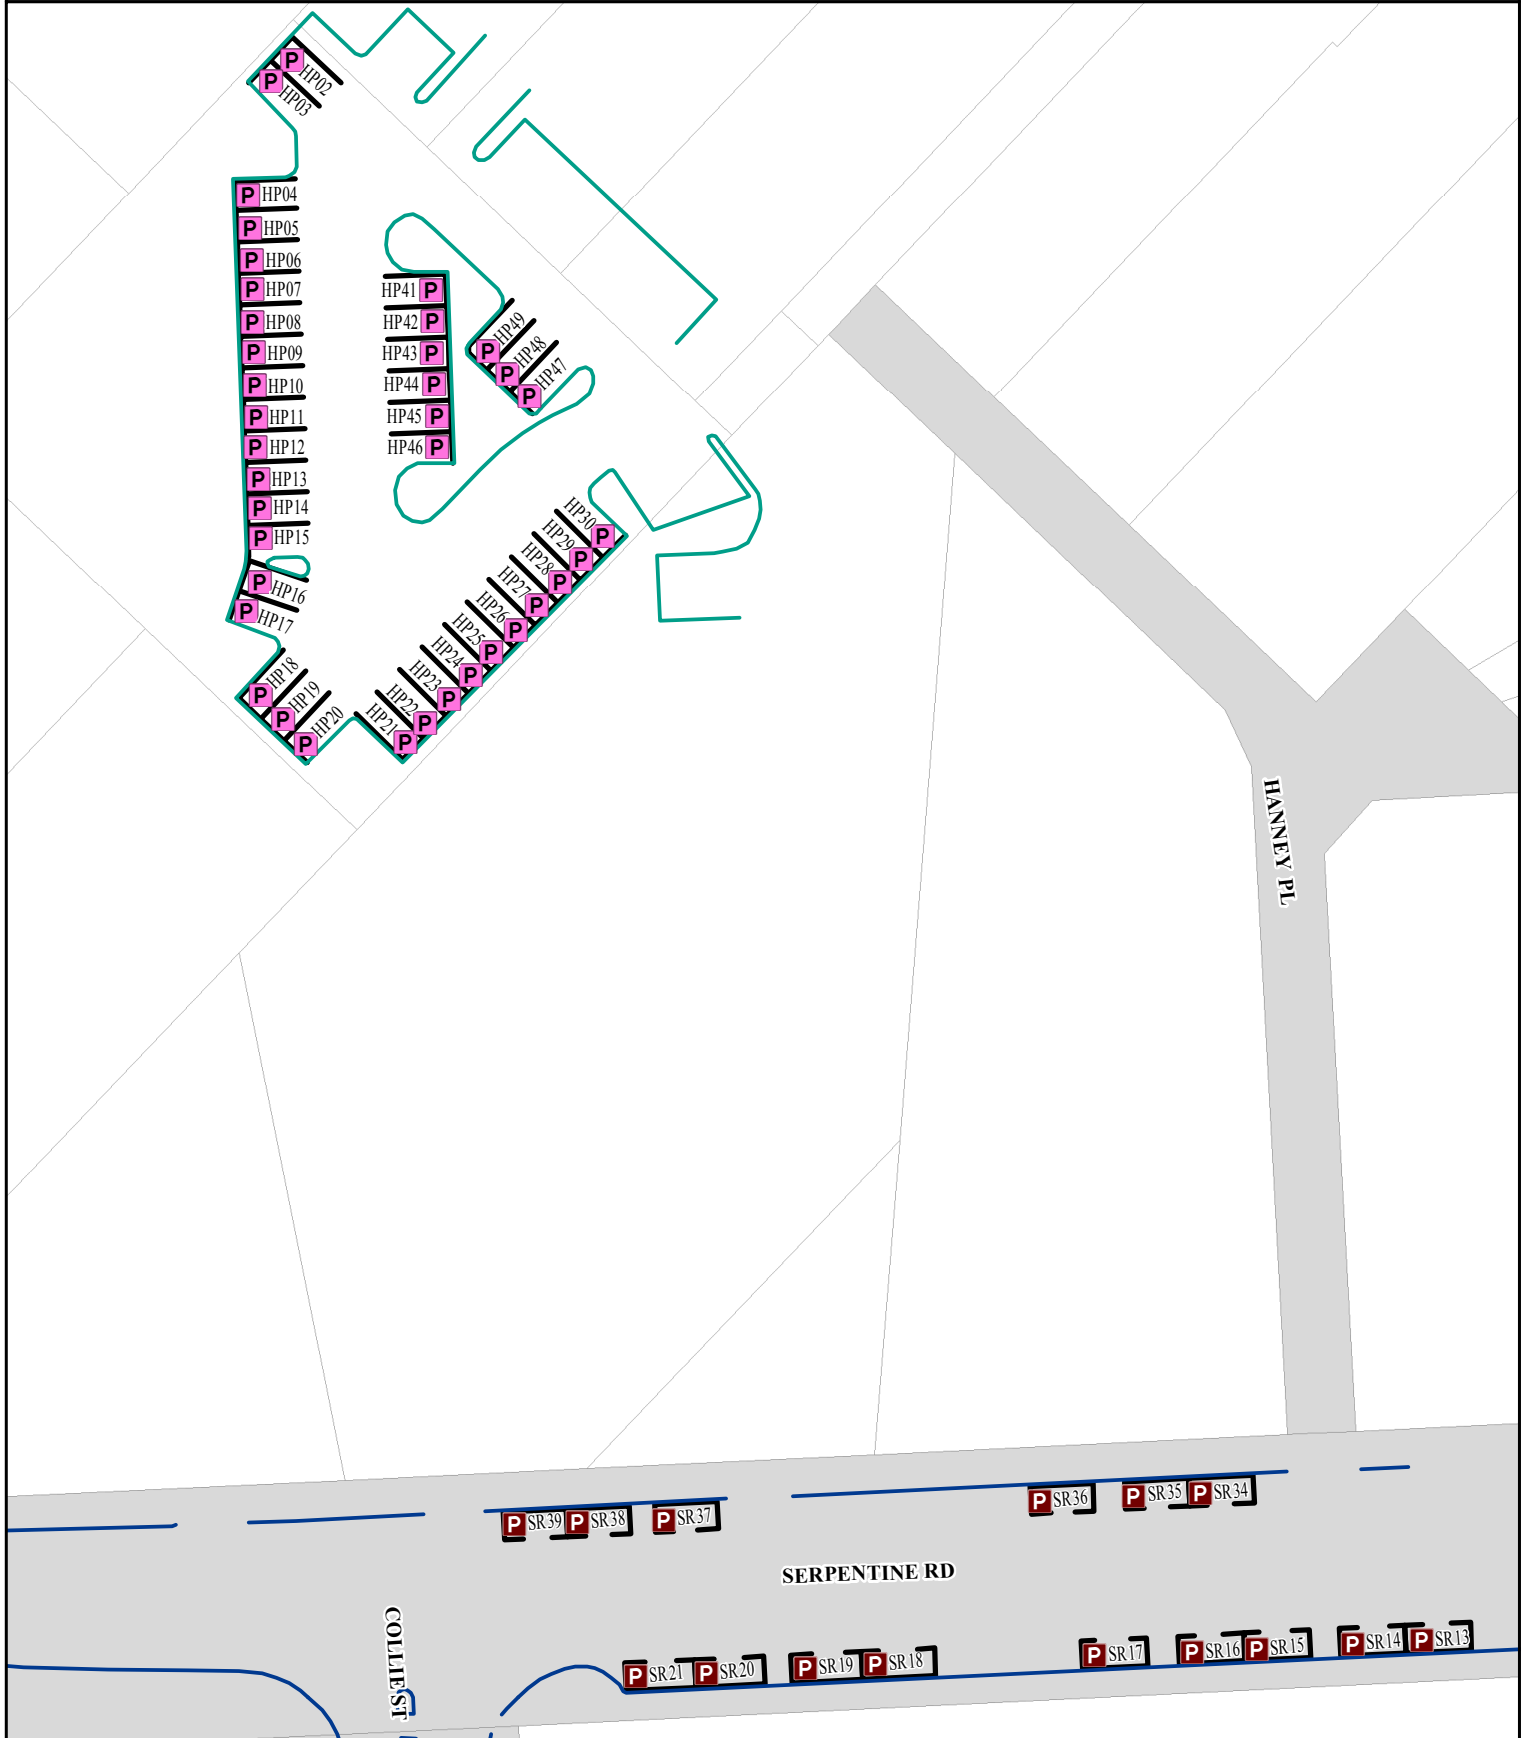 P HP02
P HP03
P HP04
P HP05
P HP06
P HP07
P HP08
P HP09
P HP10
P HP11
P HP12
P HP13
P HP14
P HP15
P HP16
P HP17
P HP18
P HP19
P HP20
HP41 P
HP42 P
HP43 P
HP44 P
HP45 P
HP46 P
P HP49
P HP48
P HP47
HP30 P
HP29 P
HP28 P
HP27 P
HP26 P
HP25 P
HP24 P
HP23 P
HP22 P
HP21 P
HANNEY PL
P SR39
P SR38
P SR37
P SR36
P SR35
P SR34
SERPENTINE RD
COLLIE ST
P SR21
P SR20
P SR19
P SR18
P SR17
P SR16
P SR15
P SR14
P SR13